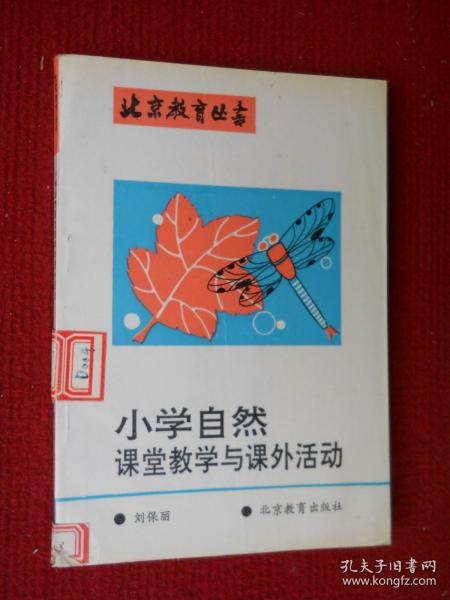 北京教育丛书
D004
小学自然
课堂教学与课外活动
● 刘保丽
● 北京教育出版社
孔夫子旧书网
www.kongfz.com